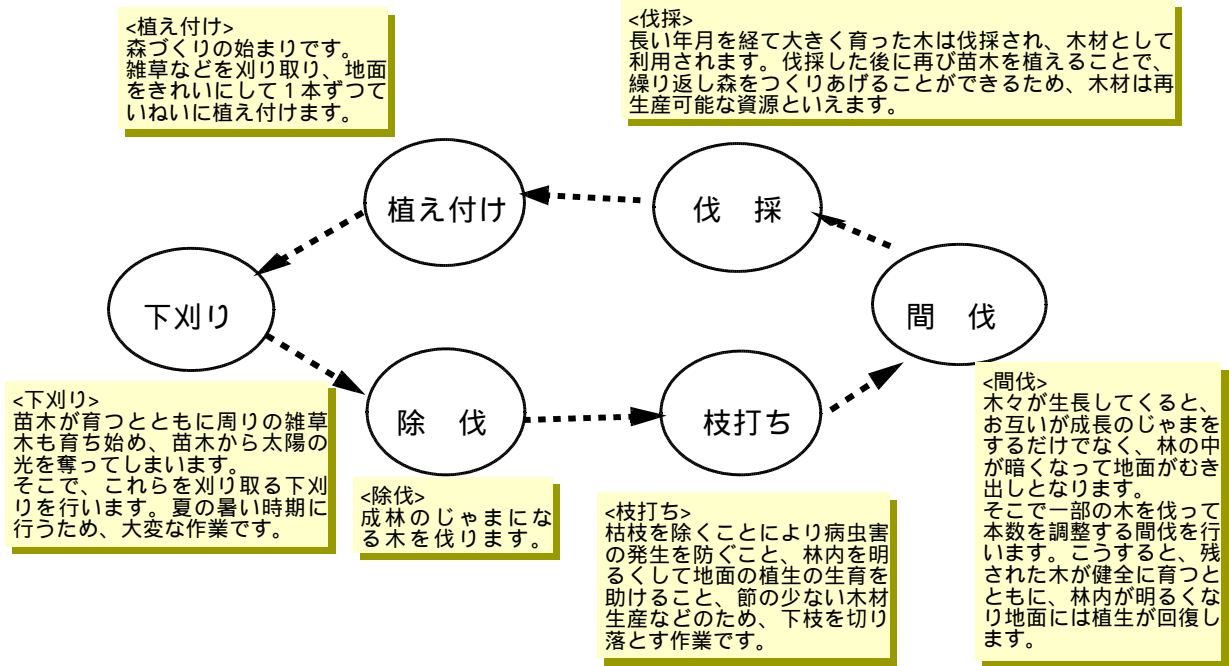 <植え付け>
森づくりの始まりです。
雑草などを刈り取り、地面
をきれいにして１本ずつて
いねいに植え付けます。
<伐採>
長い年月を経て大きく育った木は伐採され、木材として
利用されます。伐採した後に再び苗木を植えることで、
繰り返し森をつくりあげることができるため、木材は再
生産可能な資源といえます。
植え付け
伐　採
下刈り
間　伐
除　伐
枝打ち
<下刈り>
苗木が育つとともに周りの雑草
木も育ち始め、苗木から太陽の
光を奪ってしまいます。
そこで、これらを刈り取る下刈
りを行います。夏の暑い時期に
行うため、大変な作業です。
<除伐>
成林のじゃまにな
る木を伐ります。
<枝打ち>
枯枝を除くことにより病虫害
の発生を防ぐこと、林内を明
るくして地面の植生の生育を
助けること、節の少ない木材
生産などのため、下枝を切り
落とす作業です。
<間伐>
木々が生長してくると、
お互いが成長のじゃまを
するだけでなく、林の中
が暗くなって地面がむき
出しとなります。
そこで一部の木を伐って
本数を調整する間伐を行
います。こうすると、残
された木が健全に育つと
ともに、林内が明るくな
り地面には植生が回復し
ます。